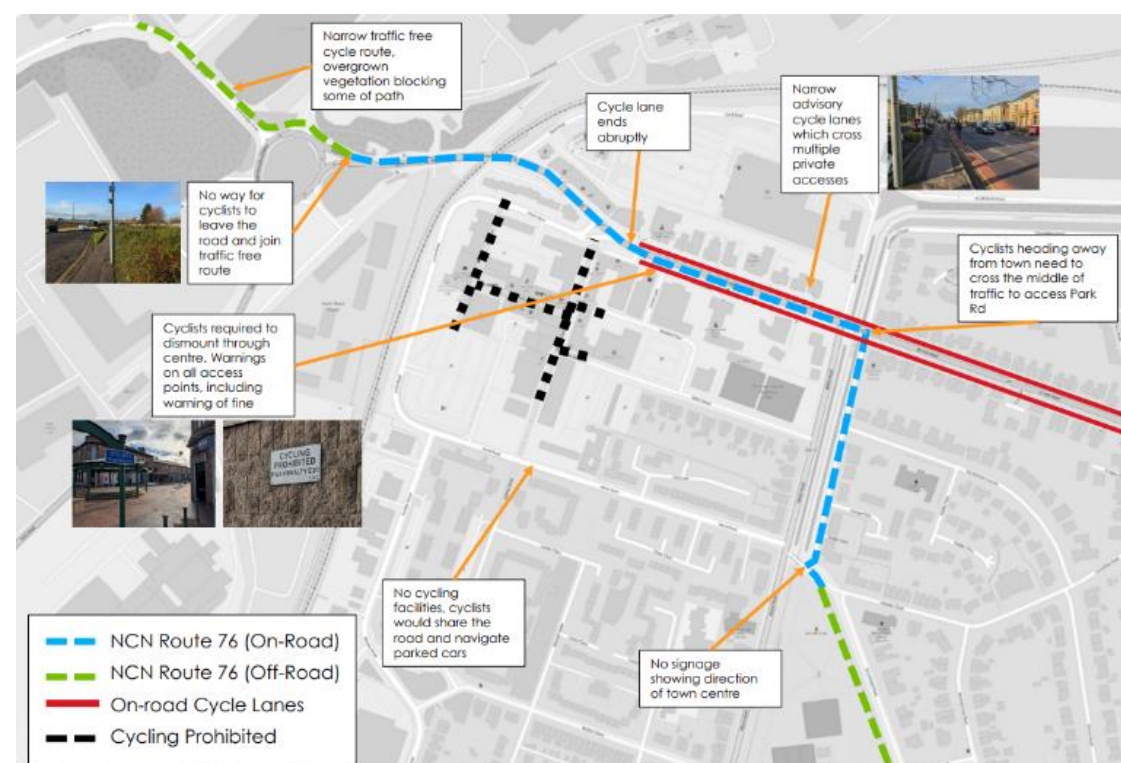 Narrow traffic free
cycle route,
overgrown
vegetation blocking
some of path
Cycle lane
ends
abruptly
Narrow
advisory
cycle lanes
which cross
multiple
private
accesses
No way for
cyclists to
leave the
road and join
traffic free
route
Cyclists heading away
from town need to
cross the middle of
traffic to access Park
Rd
Cyclists required to
dismount through
centre. Warnings
on all access
points, including
warning of fine
CYCLING
PROHIBITED
No cycling
facilities, cyclists
would share the
road and navigate
parked cars
No signage
showing direction
of town centre
NCN Route 76 (On-Road)
NCN Route 76 (Off-Road)
On-road Cycle Lanes
Cycling Prohibited